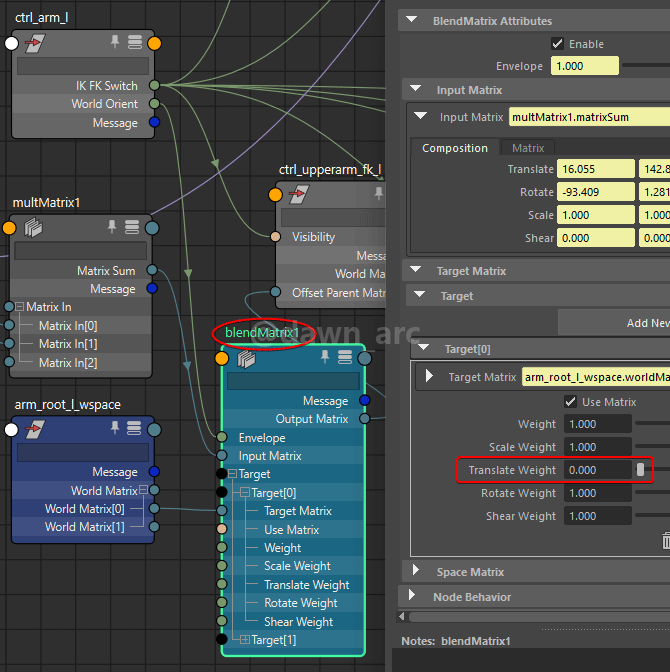 ctrl_arm_l
IK FK Switch
World Orient
Message
multMatrix1
Matrix Sum
Message
Matrix In
Matrix In[0]
Matrix In[1]
Matrix In[2]
arm_root_l_wspace
Message
World Matrix
World Matrix[0]
World Matrix[1]
ctrl_upperarm_fk_l
Visibility
Messa
World Ma
Offset Parent Matr
@dawn_arc
blendMatrix1
Message
Output Matrix
Envelope
Input Matrix
Target
Target[0]
Target Matrix
Use Matrix
Weight
Scale Weight
Translate Weight
Rotate Weight
Shear Weight
Target[1]
BlendMatrix Attributes
Enable
Envelope 1.000
Input Matrix
Input Matrix multMatrix1.matrixSum
Composition Matrix
Translate 16.055 142.8
Rotate -93.409 1.281
Scale 1.000 1.000
Shear 0.000 0.000
Target Matrix
Target
Add New
Target[0]
Target Matrix arm_root_l_wspace.worldMa
Use Matrix
Weight 1.000
Scale Weight 1.000
Translate Weight 0.000
Rotate Weight 1.000
Shear Weight 1.000
Space Matrix
Node Behavior
Notes: blendMatrix1